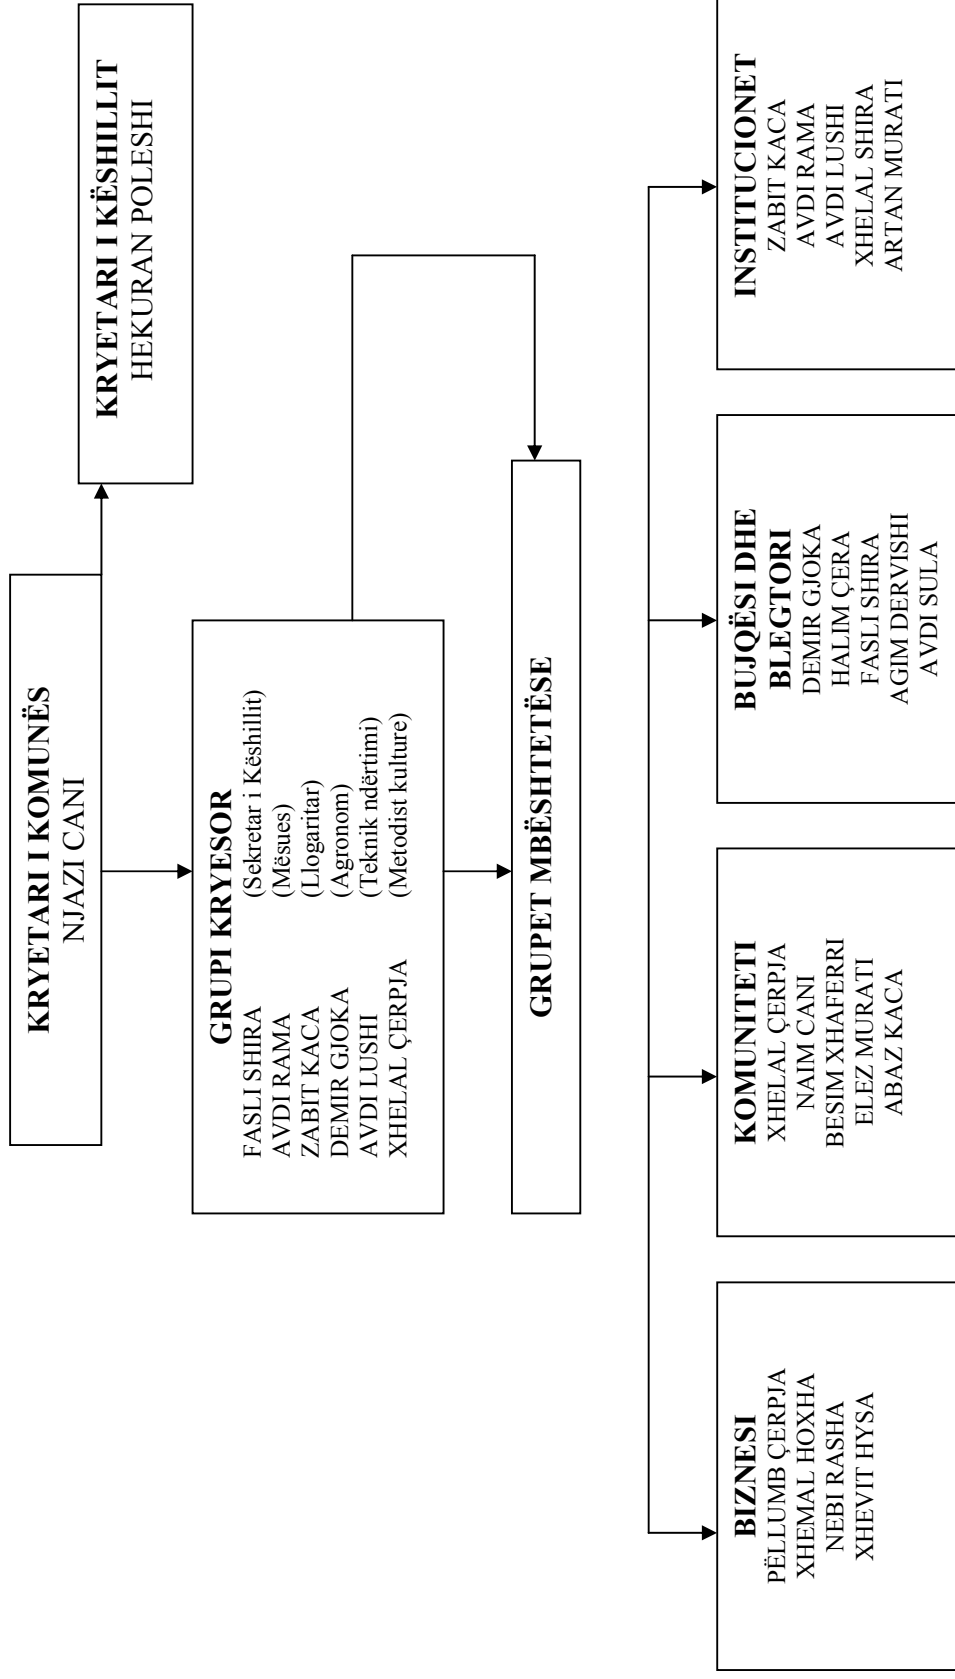 KRYETARI I KOMUNËS
NJAZI CANI
KRYETARI I KËSHILLIT
HEKURAN POLESHI
GRUPI KRYESOR
FASLI SHIRA (Sekretar i Këshillit)
AVDI RAMA (Mësues)
ZABIT KACA (Llogaritar)
DEMIR GJOKA (Agronom)
AVDI LUSHI (Teknik ndërtimi)
XHELAL ÇERPJA (Metodist kulture)
GRUPET MBËSHTETËSE
BIZNESI
PËLLUMB ÇERPJA
XHEMAL HOXHA
NEBI RASHA
XHEVIT HYSA
KOMUNITETI
XHELAL ÇERPJA
NAIM CANI
BESIM XHAFERRI
ELEZ MURATI
ABAZ KACA
BUJQËSI DHE
BLEGTORI
DEMIR GJOKA
HALIM ÇERA
FASLI SHIRA
AGIM DERVISHI
AVDI SULA
INSTITUCIONET
ZABIT KACA
AVDI RAMA
AVDI LUSHI
XHELAL SHIRA
ARTAN MURATI